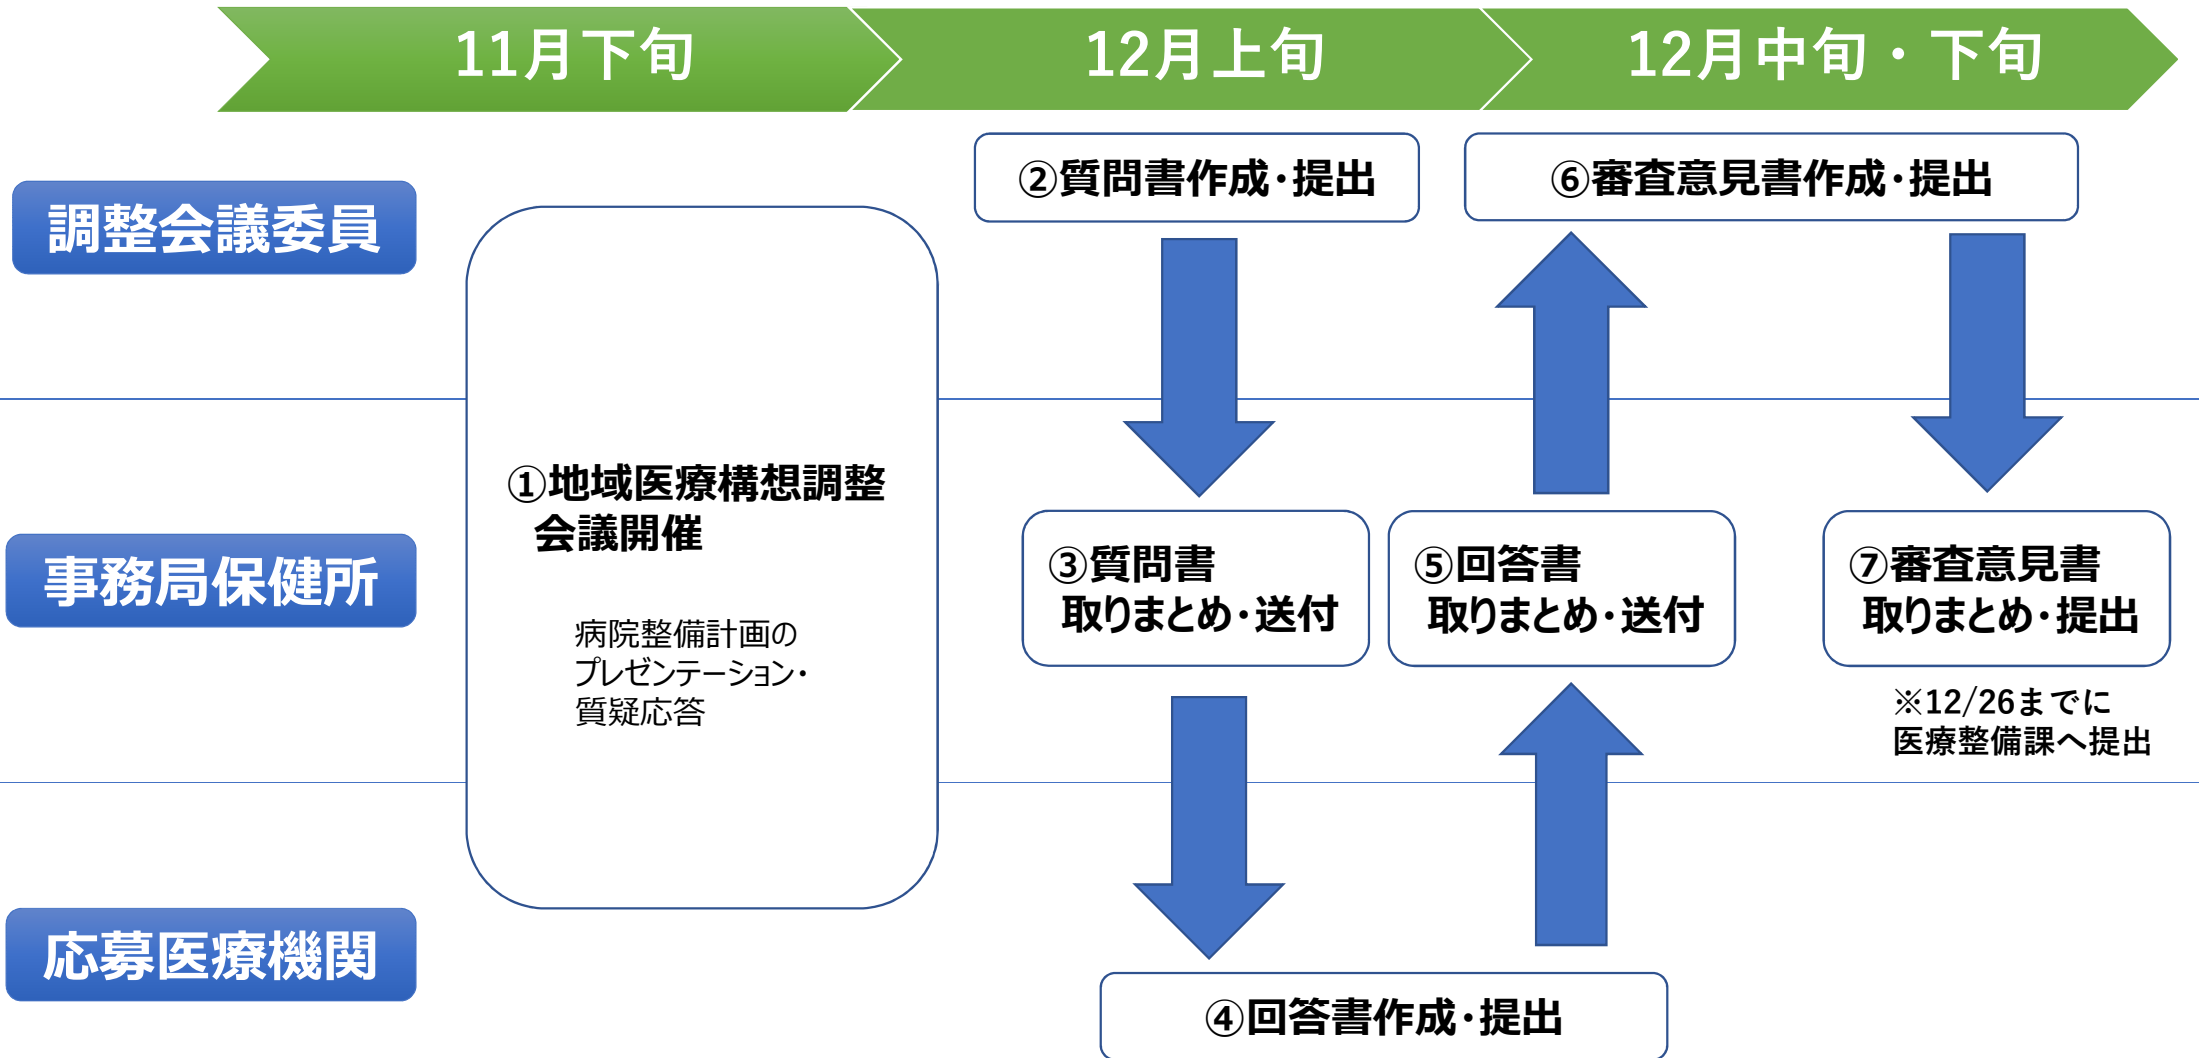 11月下旬
12月上旬
12月中旬・下旬
調整会議委員
②質問書作成・提出
⑥審査意見書作成・提出
①地域医療構想調整
会議開催
病院整備計画の
プレゼンテーション・
質疑応答
事務局保健所
③質問書
取りまとめ・送付
⑤回答書
取りまとめ・送付
⑦審査意見書
取りまとめ・提出
※12/26までに
医療整備課へ提出
応募医療機関
④回答書作成・提出